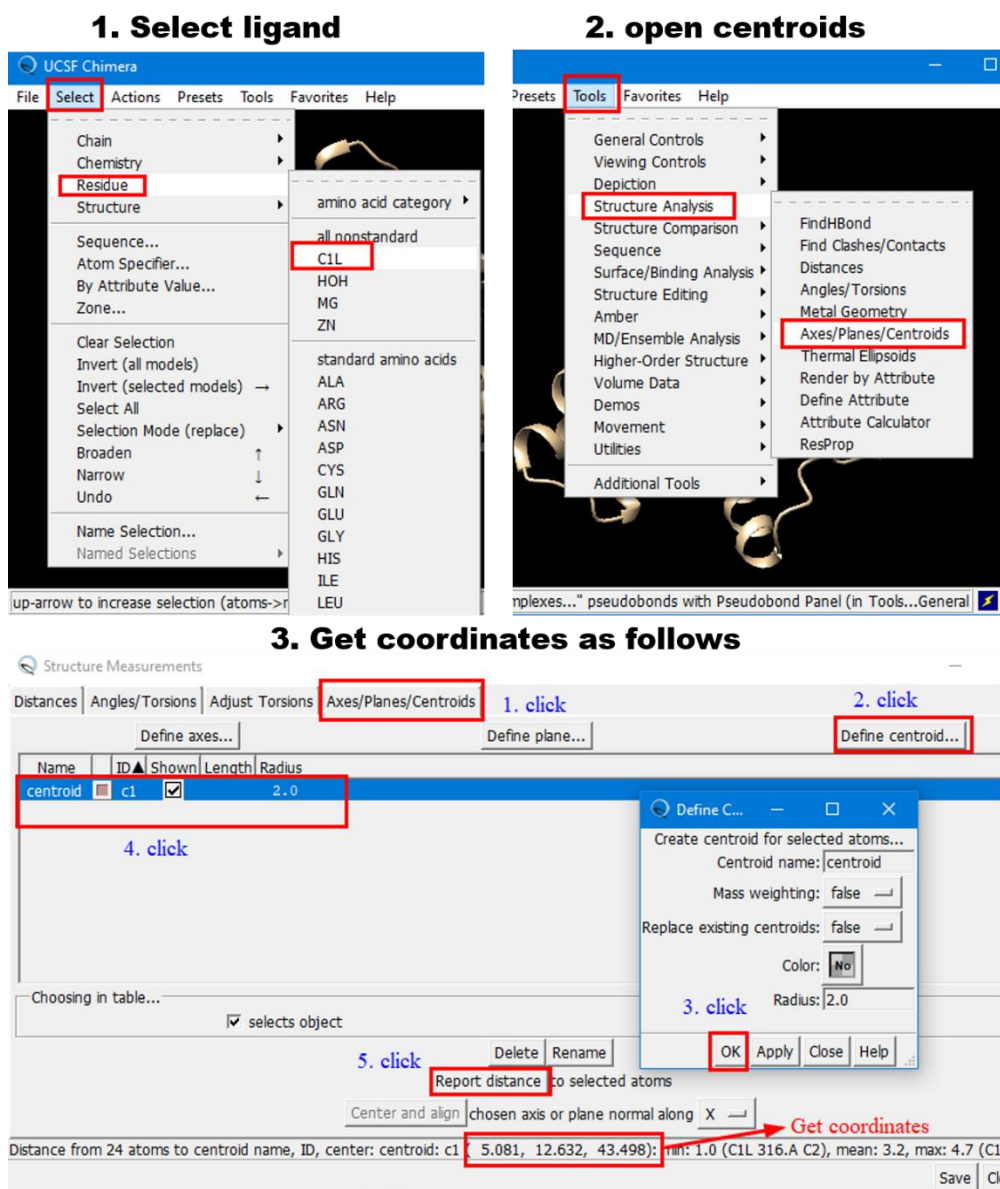 1. Select ligand
2. open centroids
UCSF Chimera
File Select Actions Presets Tools Favorites Help
Chain
Chemistry
Residue
Structure
Sequence...
Atom Specifier...
By Attribute Value...
Zone...
Clear Selection
Invert (all models)
Invert (selected models) →
Select All
Selection Mode (replace)
Broaden ↑
Narrow ↓
Undo ←
Name Selection...
Named Selections
amino acid category
all nonstandard
C1L
HOH
MG
ZN
standard amino acids
ALA
ARG
ASN
ASP
CYS
GLN
GLU
GLY
HIS
ILE
LEU
up-arrow to increase selection (atoms->r
Presets Tools Favorites Help
General Controls
Viewing Controls
Depiction
Structure Analysis
Structure Comparison
Sequence
Surface/Binding Analysis
Structure Editing
Amber
MD/Ensemble Analysis
Higher-Order Structure
Volume Data
Demos
Movement
Utilities
Additional Tools
FindHBond
Find Clashes/Contacts
Distances
Angles/Torsions
Metal Geometry
Axes/Planes/Centroids
Thermal Ellipsoids
Render by Attribute
Define Attribute
Attribute Calculator
ResProp
mplexes..." pseudobonds with Pseudobond Panel (in Tools...General
3. Get coordinates as follows
Structure Measurements
Distances Angles/Torsions Adjust Torsions Axes/Planes/Centroids 1. click 2. click
Define axes... Define plane... Define centroid...
Name ID▲ Shown Length Radius
centroid c1 2.0
4. click
Define C...
Create centroid for selected atoms...
Centroid name: centroid
Mass weighting: false
Replace existing centroids: false
Color: No
3. click Radius: 2.0
OK Apply Close Help
Choosing in table...
selects object
5. click Delete Rename
Report distance to selected atoms
Center and align chosen axis or plane normal along X
Get coordinates
Distance from 24 atoms to centroid name, ID, center: centroid: c1 ( 5.081, 12.632, 43.498): min: 1.0 (C1L 316.A C2), mean: 3.2, max: 4.7 (C1
Save Cl